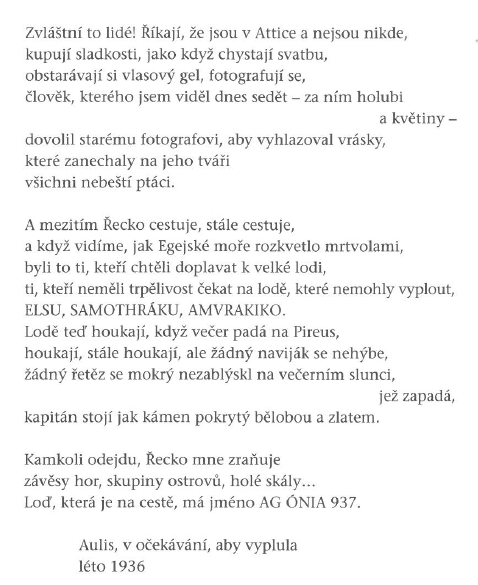 Zvláštní to lidé! Říkají, že jsou v Attice a nejsou nikde,
kupují sladkosti, jako když chystají svatbu,
obstarávají si vlasový gel, fotografují se,
člověk, kterého jsem viděl dnes sedět – za ním holubi
a květiny –
dovolil starému fotografovi, aby vyhlazoval vrásky,
které zanechaly na jeho tváři
všichni nebeští ptáci.

A mezitím Řecko cestuje, stále cestuje,
a když vidíme, jak Egejské moře rozkvetlo mrtvolami,
byli to ti, kteří chtěli doplavat k velké lodi,
ti, kteří neměli trpělivost čekat na lodě, které nemohly vyplout,
ELSU, SAMOTHRÁKU, AMVRAKIKO.
Lodě teď houkají, když večer padá na Pireus,
houkají, stále houkají, ale žádný naviják se nehýbe,
žádný řetěz se mokrý nezablýskl na večerním slunci,
jež zapadá,
kapitán stojí jak kámen pokrytý bělobou a zlatem.

Kamkoli odejdu, Řecko mne zraňuje
závěsy hor, skupiny ostrovů, holé skály...
Loď, která je na cestě, má jméno AG ÓNIA 937.

Aulis, v očekávání, aby vyplula
léto 1936